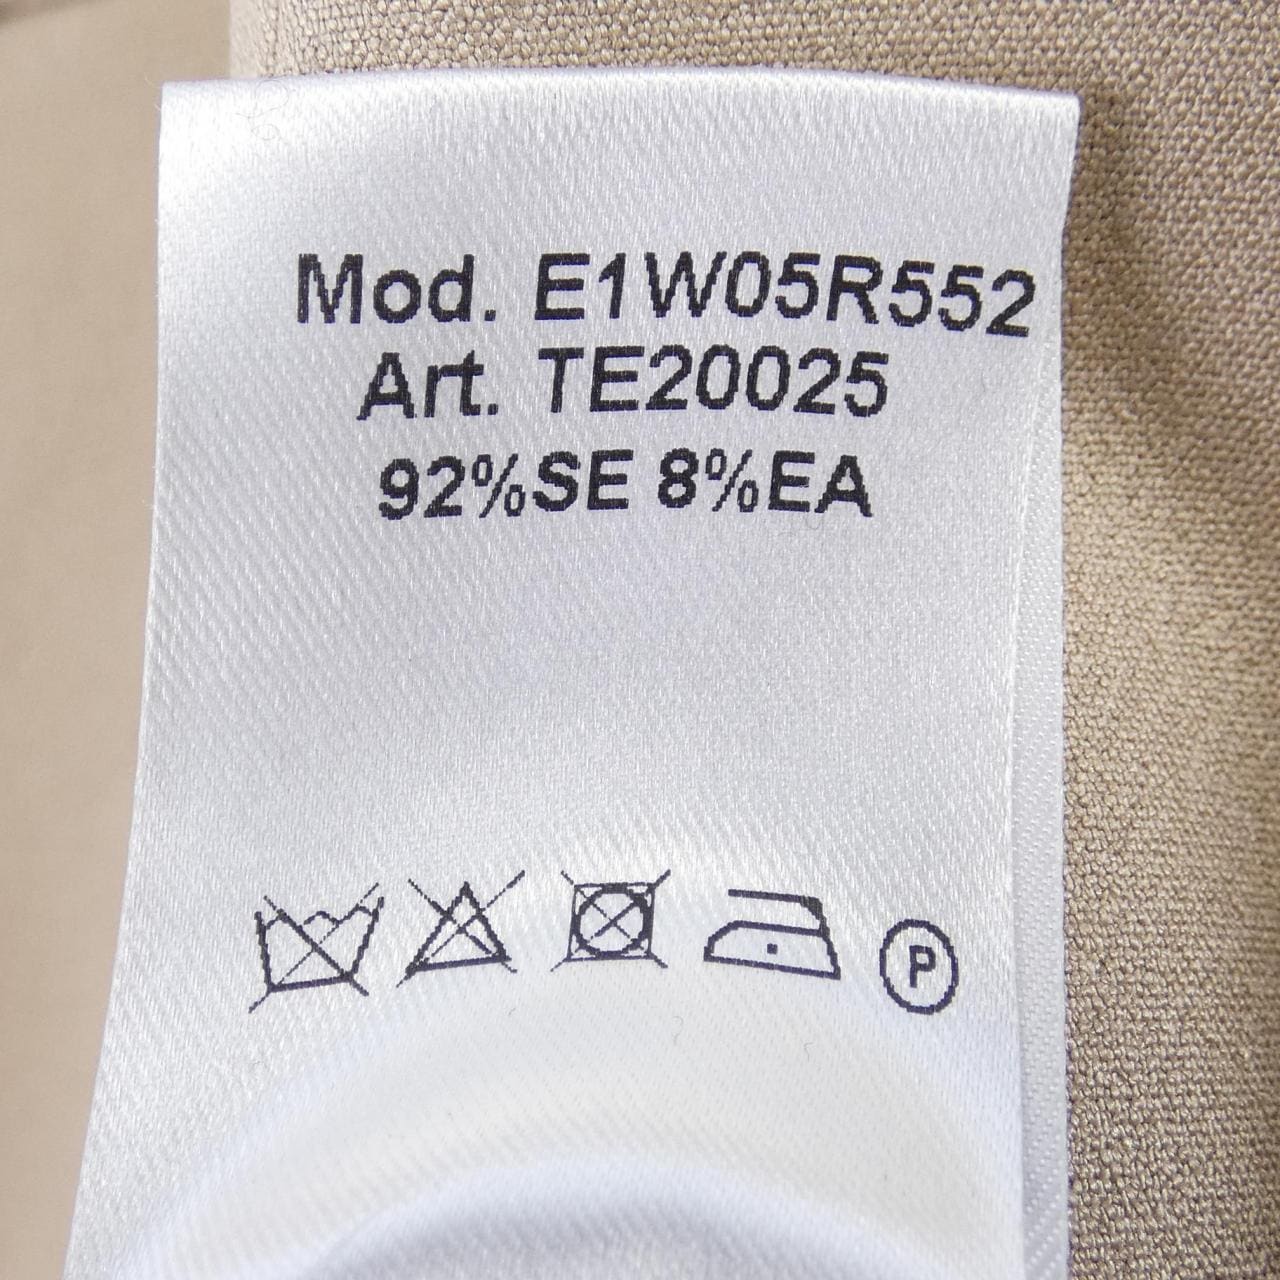 Mod. E1W05R552
Art. TE20025
92%SE 8%EA
P